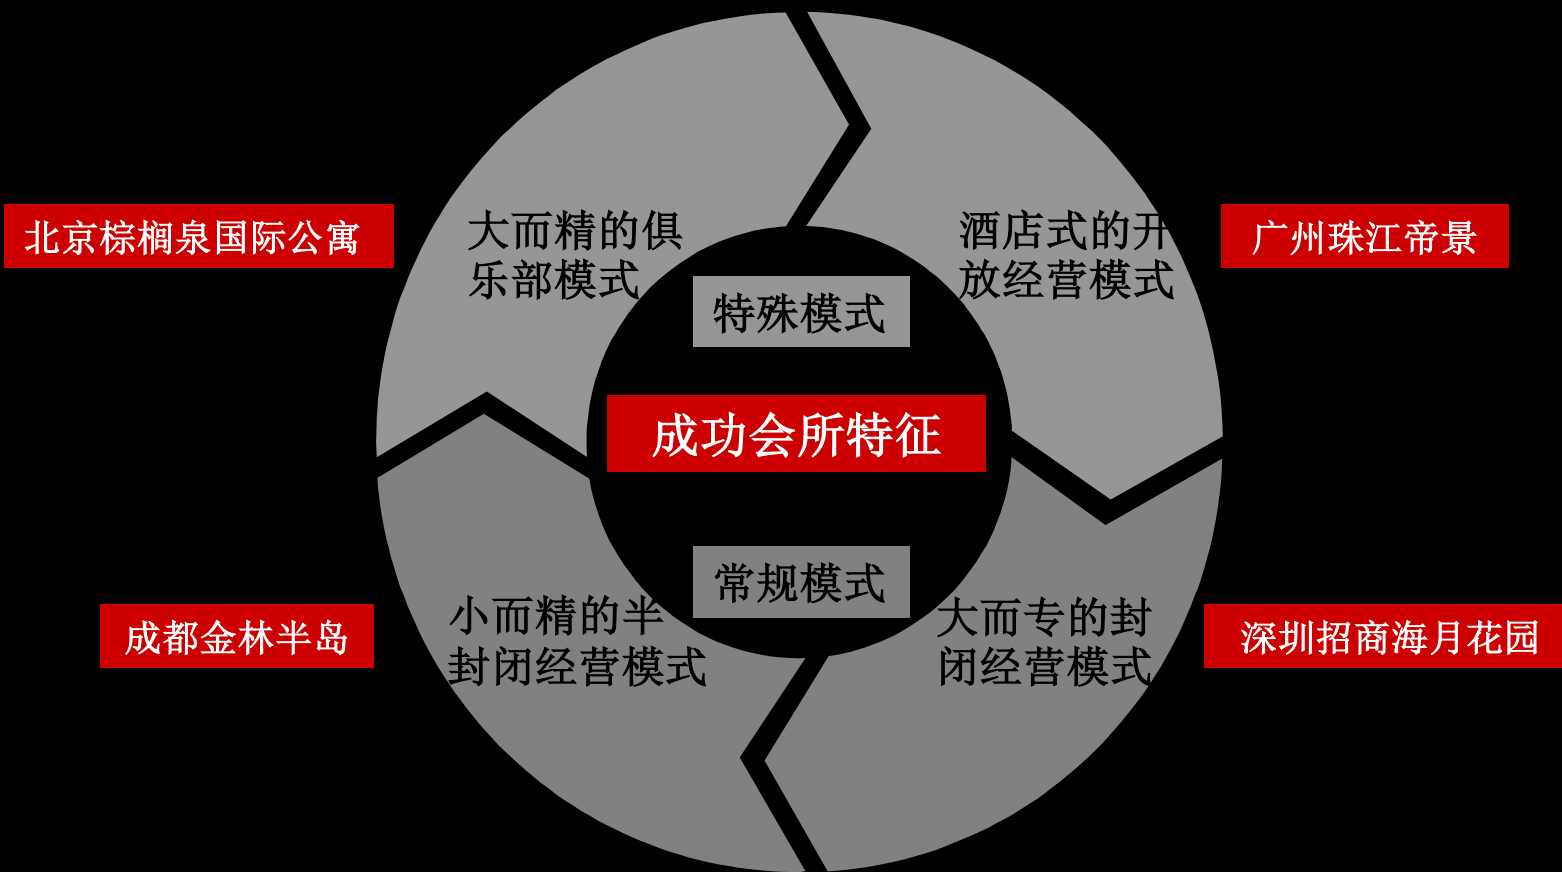 北京棕榈泉国际公寓
大而精的俱
乐部模式
酒店式的开
放经营模式
广州珠江帝景
特殊模式
成功会所特征
常规模式
成都金林半岛
小而精的半
封闭经营模式
大而专的封
闭经营模式
深圳招商海月花园